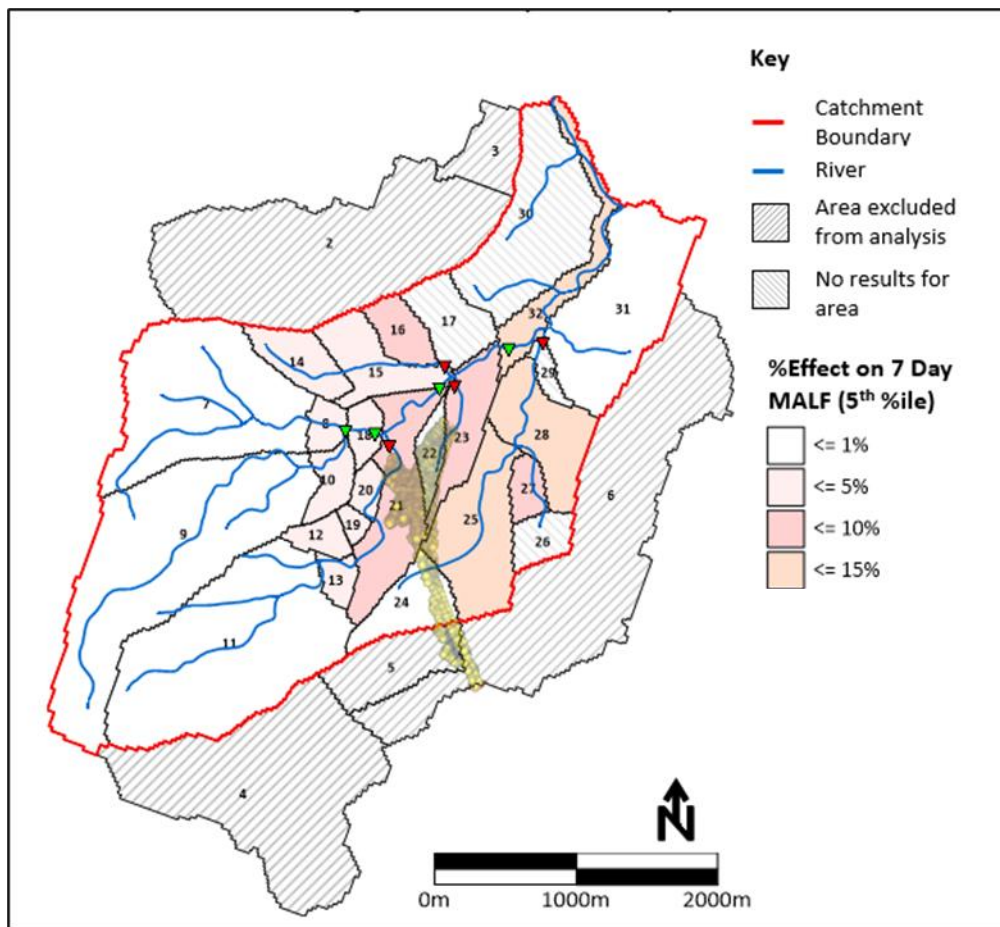 Key
Catchment
Boundary
River
Area excluded
from analysis
No results for
area
%Effect on 7 Day
MALF (5th %ile)
<= 1%
<= 5%
<= 10%
<= 15%
3
2
30
31
32
17
16
15
14
29
7
8
18
28
23
22
6
10
20
27
21
25
9
19
12
26
13
24
11
5
4
N
0m 1000m 2000m